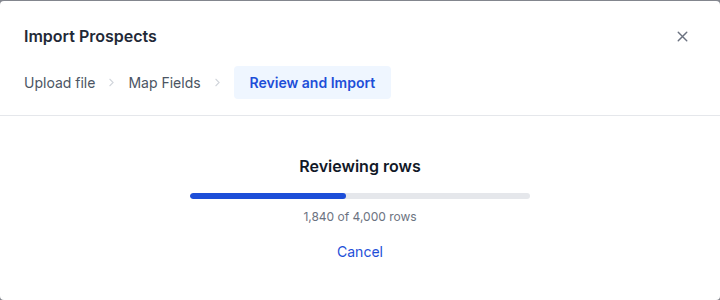 Import Prospects
Upload file
Map Fields
Review and Import
Reviewing rows
1,840 of 4,000 rows
Cancel